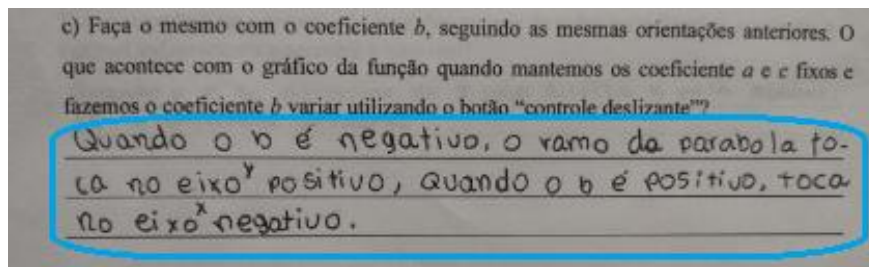 c) Faça o mesmo com o coeficiente b, seguindo as mesmas orientações anteriores. O
que acontece com o gráfico da função quando mantemos os coeficiente a e c fixos e
fazemos o coeficiente b variar utilizando o botão “controle deslizante”?
Quando o b é negativo, o ramo da parabola to-
ca no eixo y positivo, Quando o b é positivo, toca
no eixo x negativo.